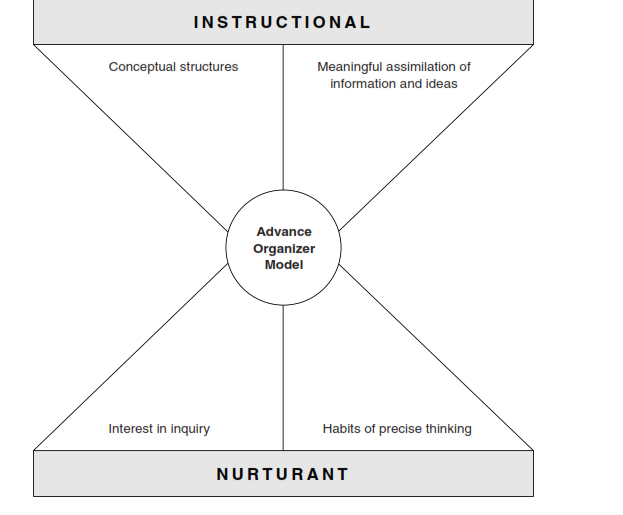 INSTRUCTIONAL
Conceptual structures
Meaningful assimilation of
information and ideas
Advance
Organizer
Model
Interest in inquiry
Habits of precise thinking
NURTURANT